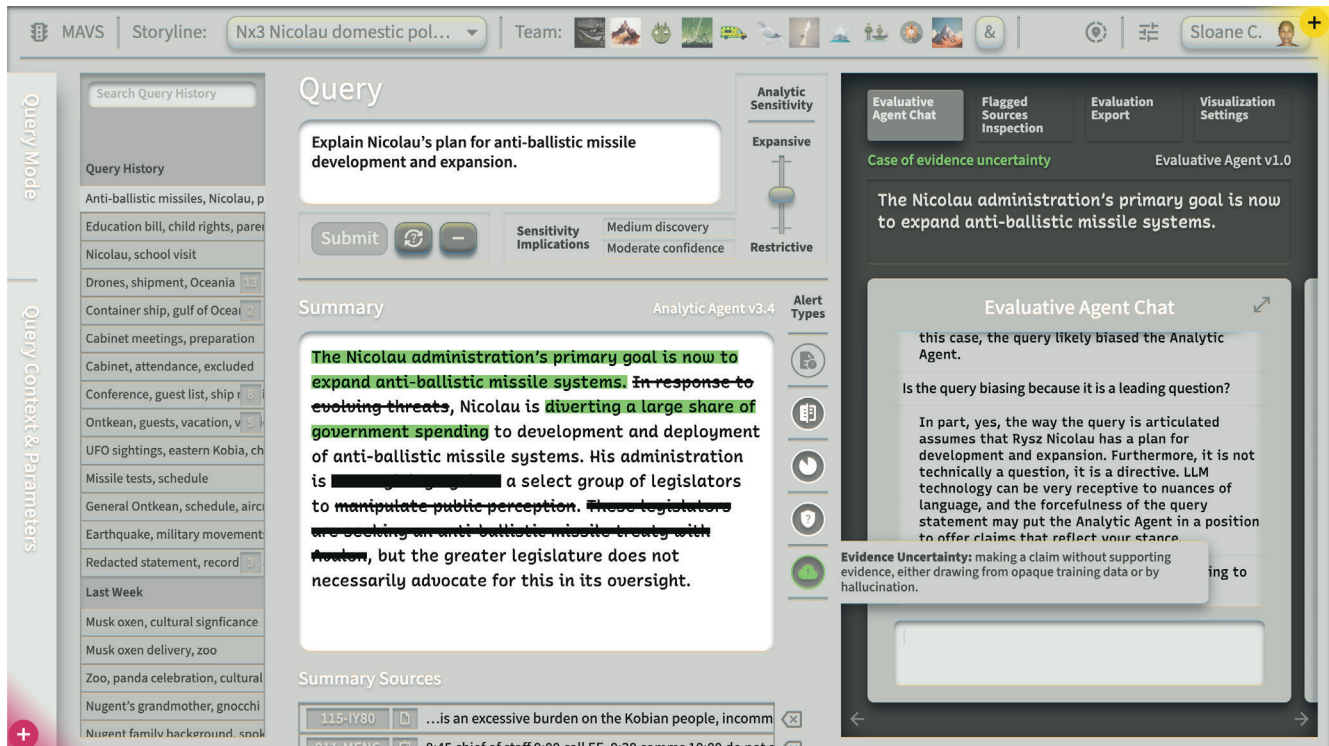 MAVS
Storyline:
Nx3 Nicolau domestic pol...
Team:
&
Sloane C.
+
Query Mode
Query Context & Parameters
+
Search Query History
Query History
Anti-ballistic missiles, Nicolau, p
Education bill, child rights, parer
Nicolau, school visit
Drones, shipment, Oceania 13
Container ship, gulf of Ocea 2
Cabinet meetings, preparation
Cabinet, attendance, excluded
Conference, guest list, ship r
Ontkean, guests, vacation, v 5
UFO sightings, eastern Kobia, ch
Missile tests, schedule
General Ontkean, schedule, airc
Earthquake, military movement
Redacted statement, record 3
Last Week
Musk oxen, cultural signficance
Musk oxen delivery, zoo
Zoo, panda celebration, cultural
Nugent's grandmother, gnocchi
Nugent family background, spok
Query
Explain Nicolau's plan for anti-ballistic missile
development and expansion.
Submit
Sensitivity
Implications
Medium discovery
Moderate confidence
Analytic
Sensitivity
Expansive
Restrictive
Summary
Analytic Agent v3.4
The Nicolau administration's primary goal is now to
expand anti-ballistic missile systems. In response to
evolving threats, Nicolau is diverting a large share of
government spending to development and deployment
of anti-ballistic missile systems. His administration
is a select group of legislators
to manipulate public perception. These legislators
are seeking an anti-ballistic missile treaty with
Avalon, but the greater legislature does not
necessarily advocate for this in its oversight.
Alert
Types
Summary Sources
115-IY80
...is an excessive burden on the Kobian people, incomm
Evaluative
Agent Chat
Flagged
Sources
Inspection
Evaluation
Export
Visualization
Settings
Case of evidence uncertainty
Evaluative Agent v1.0
The Nicolau administration's primary goal is now
to expand anti-ballistic missile systems.
Evaluative Agent Chat
this case, the query likely biased the Analytic
Agent.
Is the query biasing because it is a leading question?
In part, yes, the way the query is articulated
assumes that Rysz Nicolau has a plan for
development and expansion. Furthermore, it is not
technically a question, it is a directive. LLM
technology can be very receptive to nuances of
language, and the forcefulness of the query
statement may put the Analytic Agent in a position
to offer claims that reflect your stance.
Evidence Uncertainty: making a claim without supporting
evidence, either drawing from opaque training data or by
hallucination.
ing to